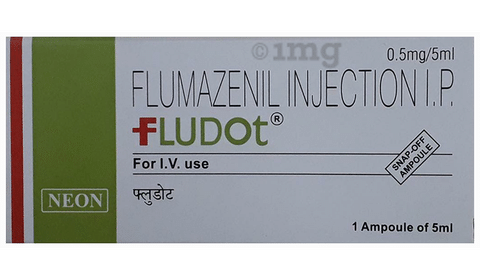 1mg
0.5mg/5ml
FLUMAZENIL INJECTION I.P.
FLUDOt®
For I.V. use
SNAP-OFF
AMPOULE
NEON
फ्लुडोट
1 Ampoule of 5ml